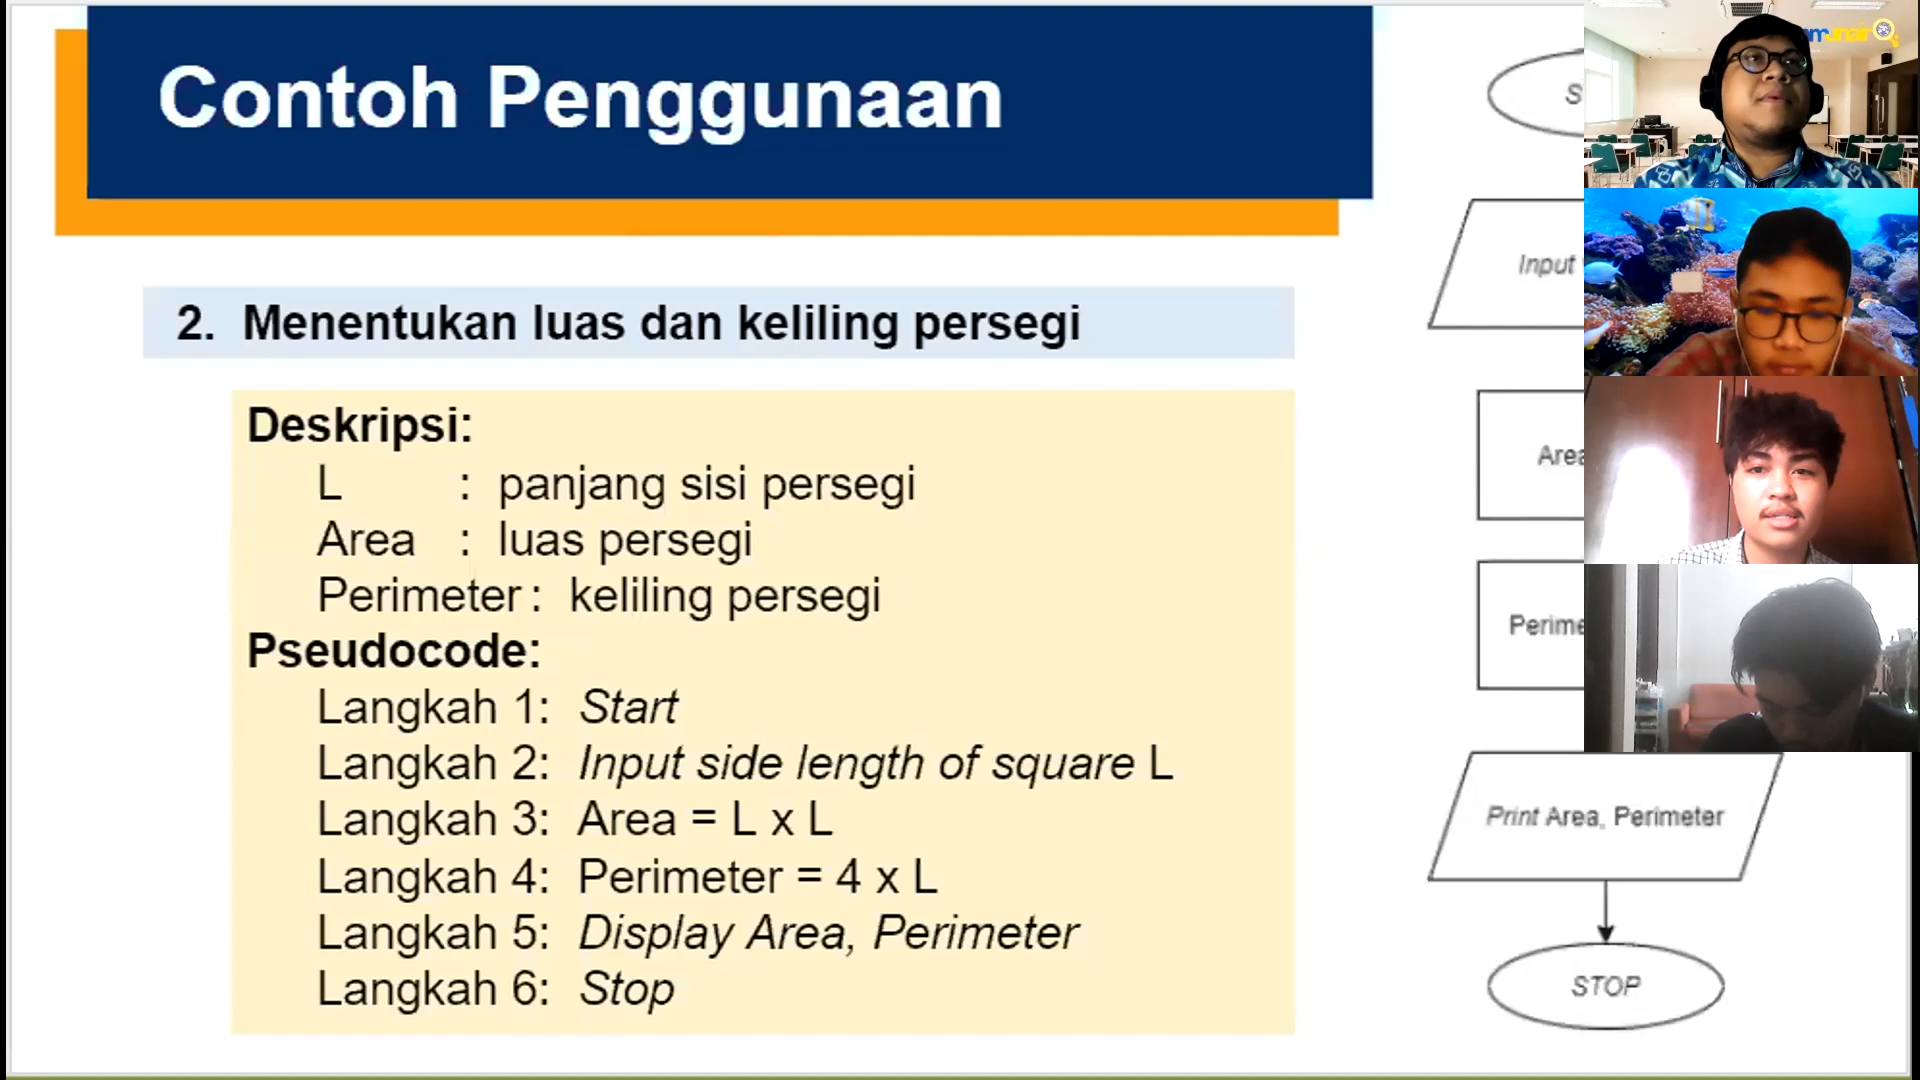 Contoh Penggunaan
2. Menentukan luas dan keliling persegi
Deskripsi:
L : panjang sisi persegi
Area : luas persegi
Perimeter : keliling persegi
Pseudocode:
Langkah 1: Start
Langkah 2: Input side length of square L
Langkah 3: Area = L x L
Langkah 4: Perimeter = 4 x L
Langkah 5: Display Area, Perimeter
Langkah 6: Stop
Input
Area
Print Area, Perimeter
STOP